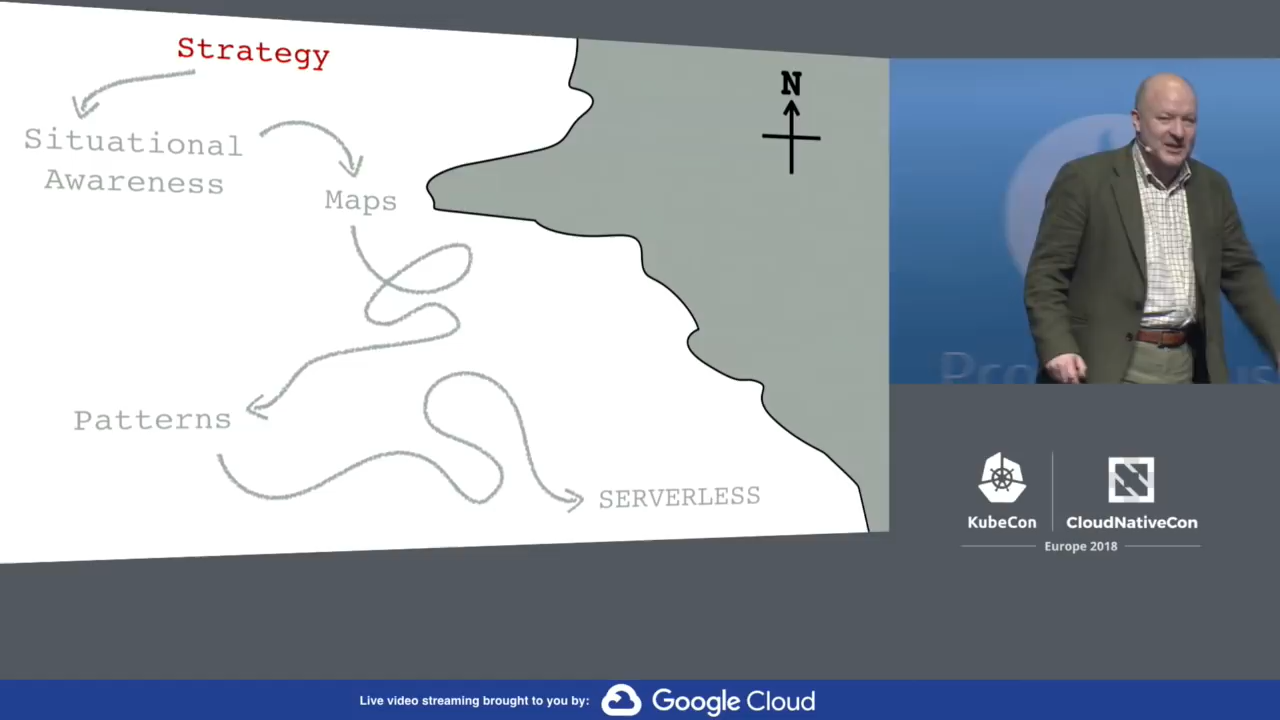 Strategy
Situational
Awareness
Maps
Patterns
SERVERLESS
N
KubeCon
CloudNativeCon
Europe 2018
Live video streaming brought to you by:
Google Cloud